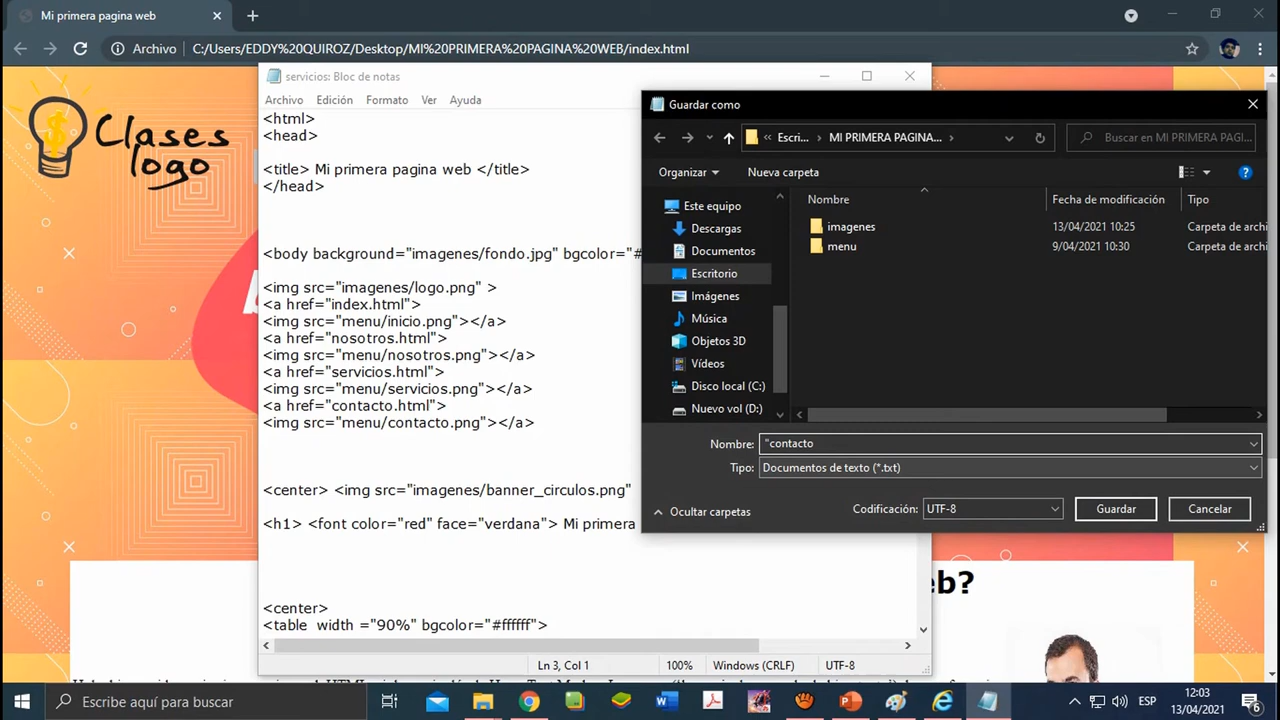 Mi primera pagina web
Archivo
C:/Users/EDDY%20QUIROZ/Desktop/MI%20PRIMERA%20PAGINA%20WEB/index.html
Clases
logo
servicios: Bloc de notas
Archivo Edición Formato Ver Ayuda
<html>
<head>
<title> Mi primera pagina web </title>
</head>
<body background="imagenes/fondo.jpg" bgcolor="#
<img src="imagenes/logo.png" >
<a href="index.html">
<img src="menu/inicio.png"></a>
<a href="nosotros.html">
<img src="menu/nosotros.png"></a>
<a href="servicios.html">
<img src="menu/servicios.png"></a>
<a href="contacto.html">
<img src="menu/contacto.png"></a>
<center> <img src="imagenes/banner_circulos.png"
<h1> <font color="red" face="verdana"> Mi primera
<center>
<table  width ="90%" bgcolor="#ffffff">
Ln 3, Col 1 100% Windows (CRLF) UTF-8
Guardar como
« Escri... MI PRIMERA PAGINA... Buscar en MI PRIMERA PAGI...
Organizar Nueva carpeta
Este equipo
Descargas
Documentos
Escritorio
Imágenes
Música
Objetos 3D
Vídeos
Disco local (C:)
Nuevo vol (D:)
Nombre Fecha de modificación Tipo
imagenes 13/04/2021 10:25 Carpeta de archi
menu 9/04/2021 16:30 Carpeta de archi
Nombre: "contacto
Tipo: Documentos de texto (*.txt)
Ocultar carpetas Codificación: UTF-8 Guardar Cancelar
eb?
Escribe aquí para buscar
ESP
12:03
13/04/2021
6